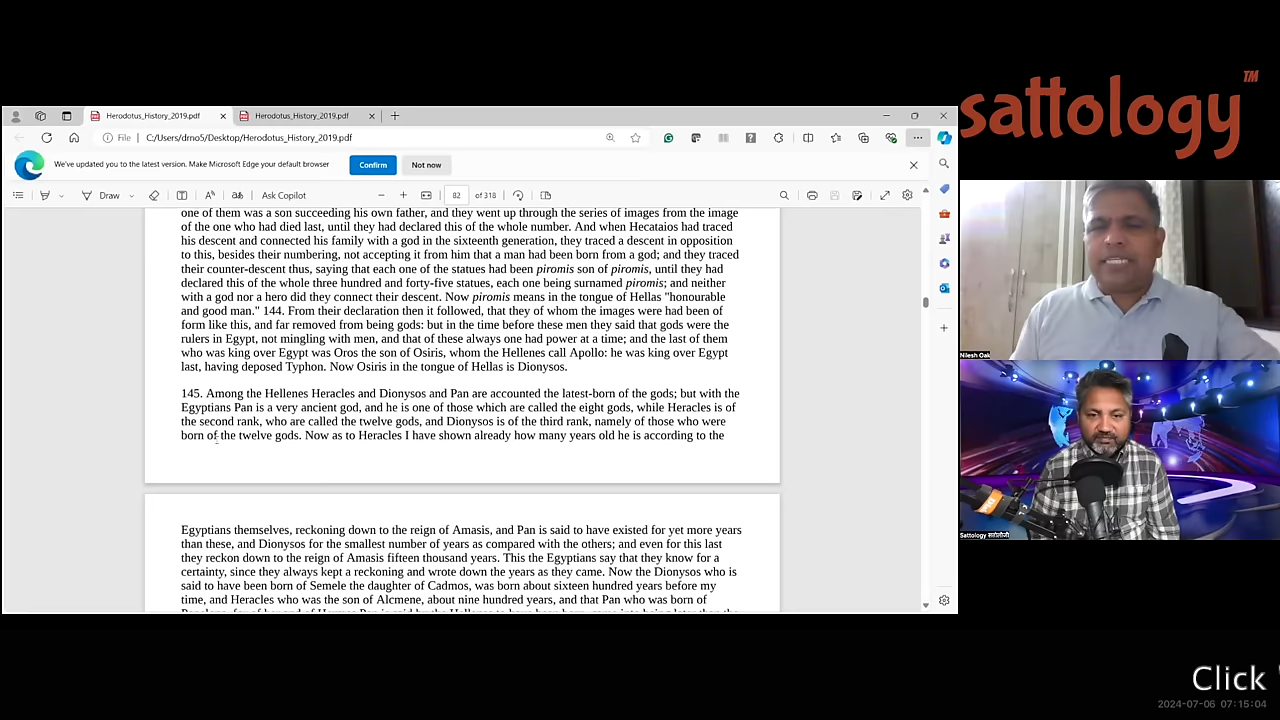 sattology™
Herodotus_History_2019.pdf
Herodotus_History_2019.pdf
File
C:/Users/drno5/Desktop/Herodotus_History_2019.pdf
We've updated you to the latest version. Make Microsoft Edge your default browser
Confirm
Not now
Draw
Ask Copilot
82 of 318
one of them was a son succeeding his own father, and they went up through the series of images from the image
of the one who had died last, until they had declared this of the whole number. And when Hecataios had traced
his descent and connected his family with a god in the sixteenth generation, they traced a descent in opposition
to this, besides their numbering, not accepting it from him that a man had been born from a god; and they traced
their counter-descent thus, saying that each one of the statues had been piromis son of piromis, until they had
declared this of the whole three hundred and forty-five statues, each one being surnamed piromis; and neither
with a god nor a hero did they connect their descent. Now piromis means in the tongue of Hellas "honourable
and good man." 144. From their declaration then it followed, that they of whom the images were had been of
form like this, and far removed from being gods: but in the time before these men they said that gods were the
rulers in Egypt, not mingling with men, and that of these always one had power at a time; and the last of them
who was king over Egypt was Oros the son of Osiris, whom the Hellenes call Apollo: he was king over Egypt
last, having deposed Typhon. Now Osiris in the tongue of Hellas is Dionysos.
145. Among the Hellenes Heracles and Dionysos and Pan are accounted the latest-born of the gods; but with the
Egyptians Pan is a very ancient god, and he is one of those which are called the eight gods, while Heracles is of
the second rank, who are called the twelve gods, and Dionysos is of the third rank, namely of those who were
born of the twelve gods. Now as to Heracles I have shown already how many years old he is according to the
Egyptians themselves, reckoning down to the reign of Amasis, and Pan is said to have existed for yet more years
than these, and Dionysos for the smallest number of years as compared with the others; and even for this last
they reckon down to the reign of Amasis fifteen thousand years. This the Egyptians say that they know for a
certainty, since they always kept a reckoning and wrote down the years as they came. Now the Dionysos who is
said to have been born of Semele the daughter of Cadmos, was born about sixteen hundred years before my
time, and Heracles who was the son of Alcmene, about nine hundred years, and that Pan who was born of
Nilesh Oak
Sattology सतोलोजी
Click
2024-07-06 07:15:04